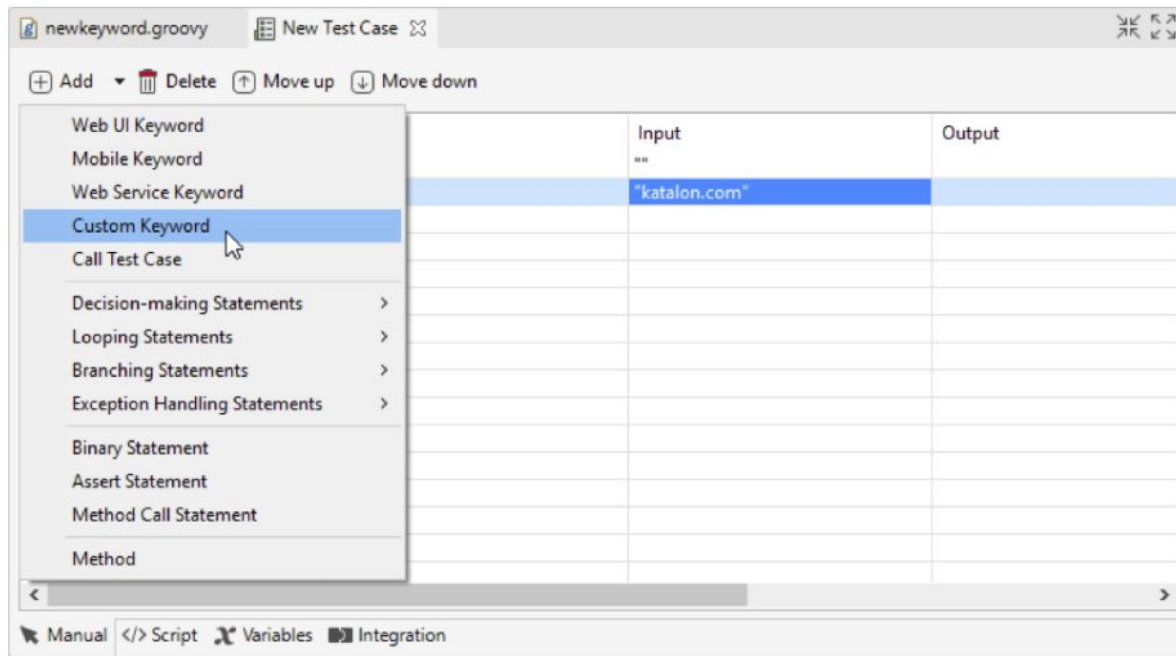 newkeyword.groovy New Test Case
Add Delete Move up Move down
Web UI Keyword
Mobile Keyword
Web Service Keyword
Custom Keyword
Call Test Case
Decision-making Statements
Looping Statements
Branching Statements
Exception Handling Statements
Binary Statement
Assert Statement
Method Call Statement
Method
Input Output
""
"katalon.com"
Manual </> Script Variables Integration